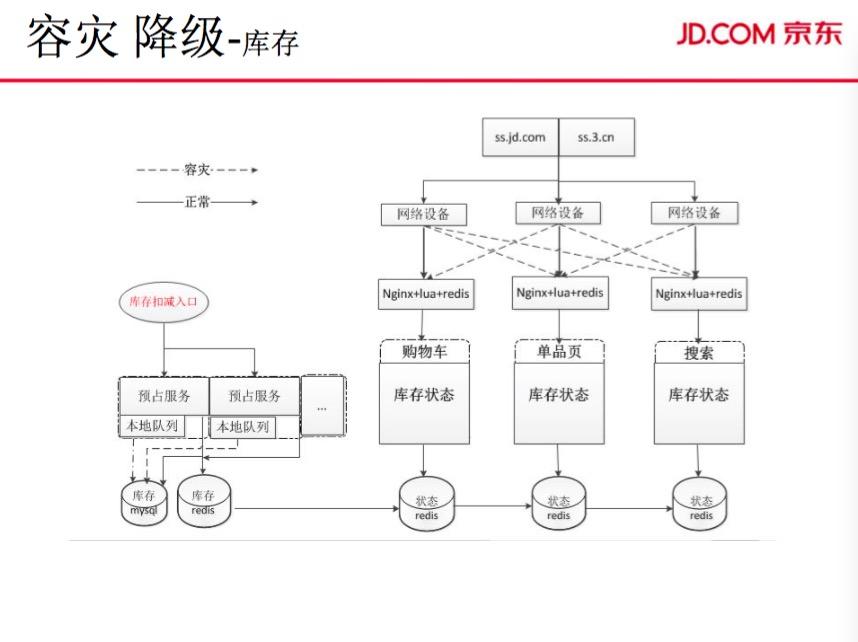 容灾 降级-库存
JD.COM 京东
ss.jd.com
ss.3.cn
容灾
正常
网络设备
网络设备
网络设备
Nginx+lua+redis
Nginx+lua+redis
Nginx+lua+redis
库存扣减入口
购物车
单品页
搜索
预占服务
预占服务
...
库存状态
库存状态
库存状态
本地队列
本地队列
库存
mysql
库存
redis
状态
redis
状态
redis
状态
redis